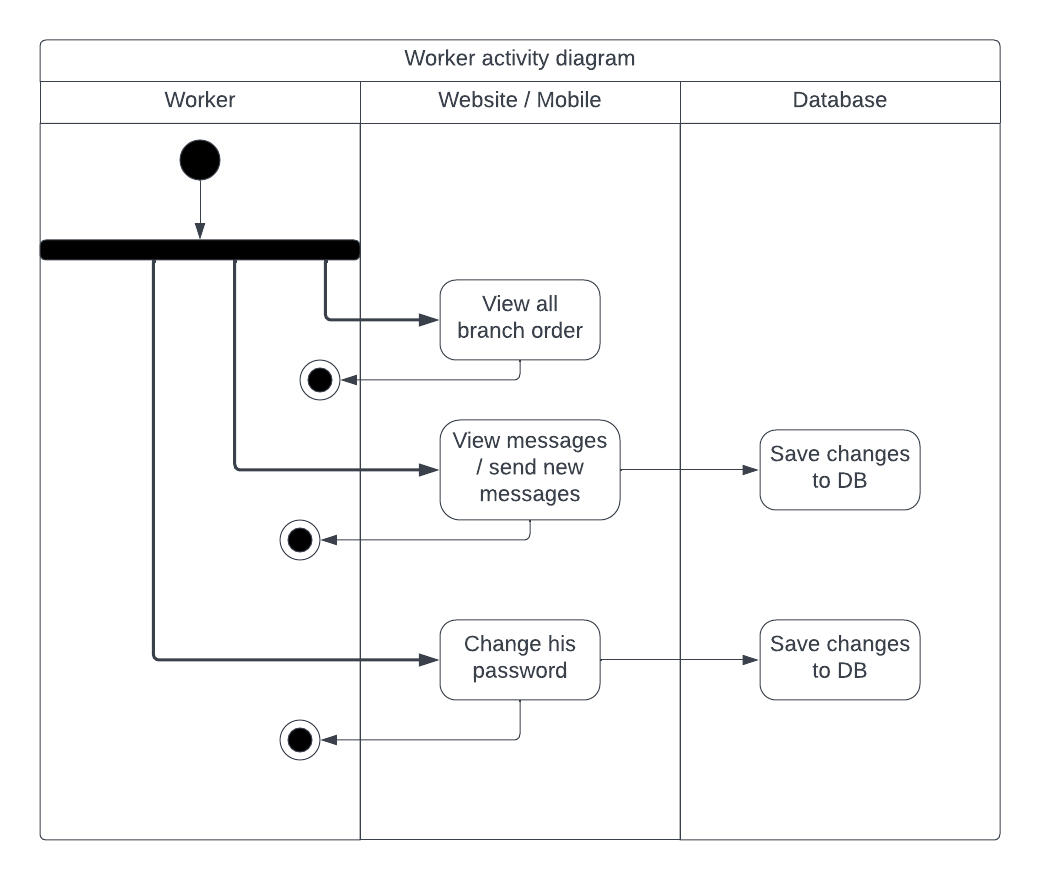 Worker activity diagram
Worker
Website / Mobile
Database
View all
branch order
View messages
/ send new
messages
Save changes
to DB
Change his
password
Save changes
to DB